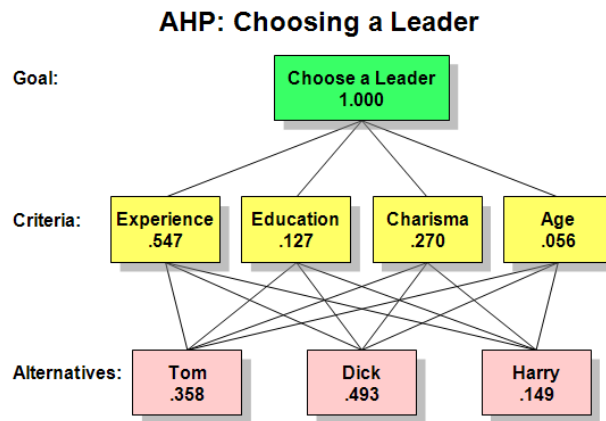 AHP: Choosing a Leader
Goal:
Choose a Leader
1.000
Criteria:
Experience
.547
Education
.127
Charisma
.270
Age
.056
Alternatives:
Tom
.358
Dick
.493
Harry
.149